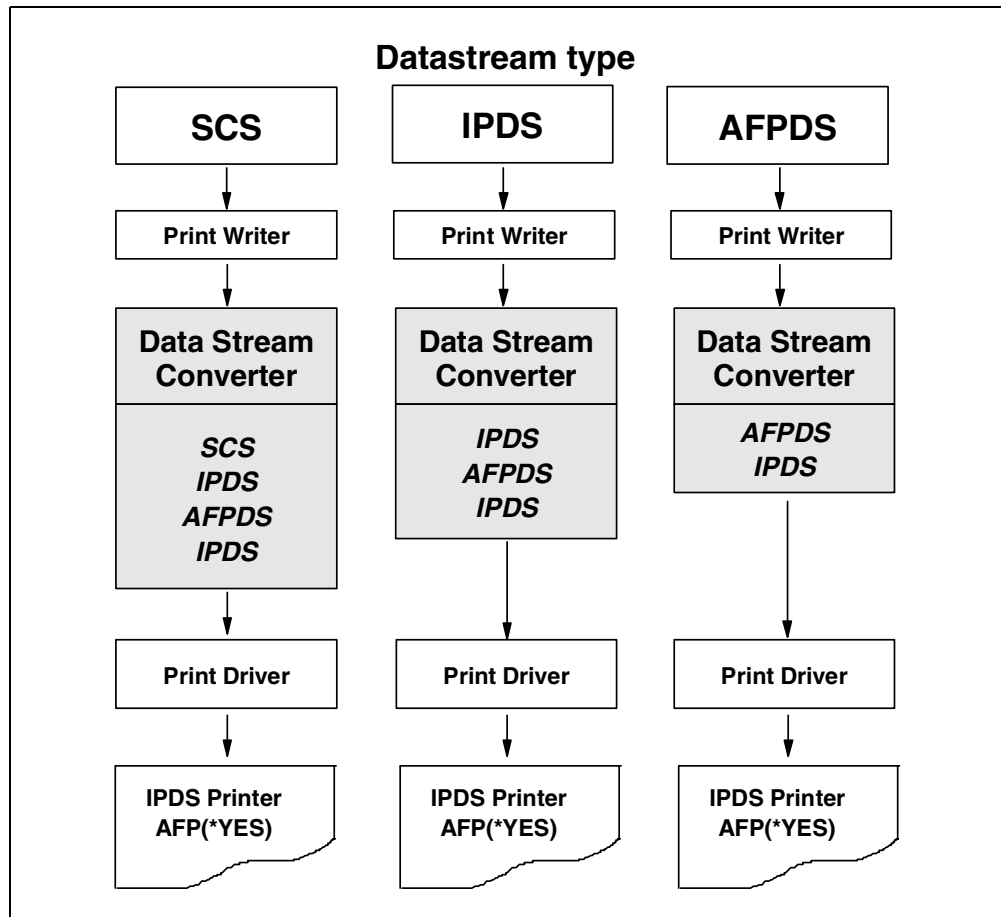 Datastream type
SCS
IPDS
AFPDS
Print Writer
Print Writer
Print Writer
Data Stream
Converter
Data Stream
Converter
Data Stream
Converter
SCS
IPDS
AFPDS
IPDS
IPDS
AFPDS
IPDS
AFPDS
IPDS
Print Driver
Print Driver
Print Driver
IPDS Printer
AFP(*YES)
IPDS Printer
AFP(*YES)
IPDS Printer
AFP(*YES)